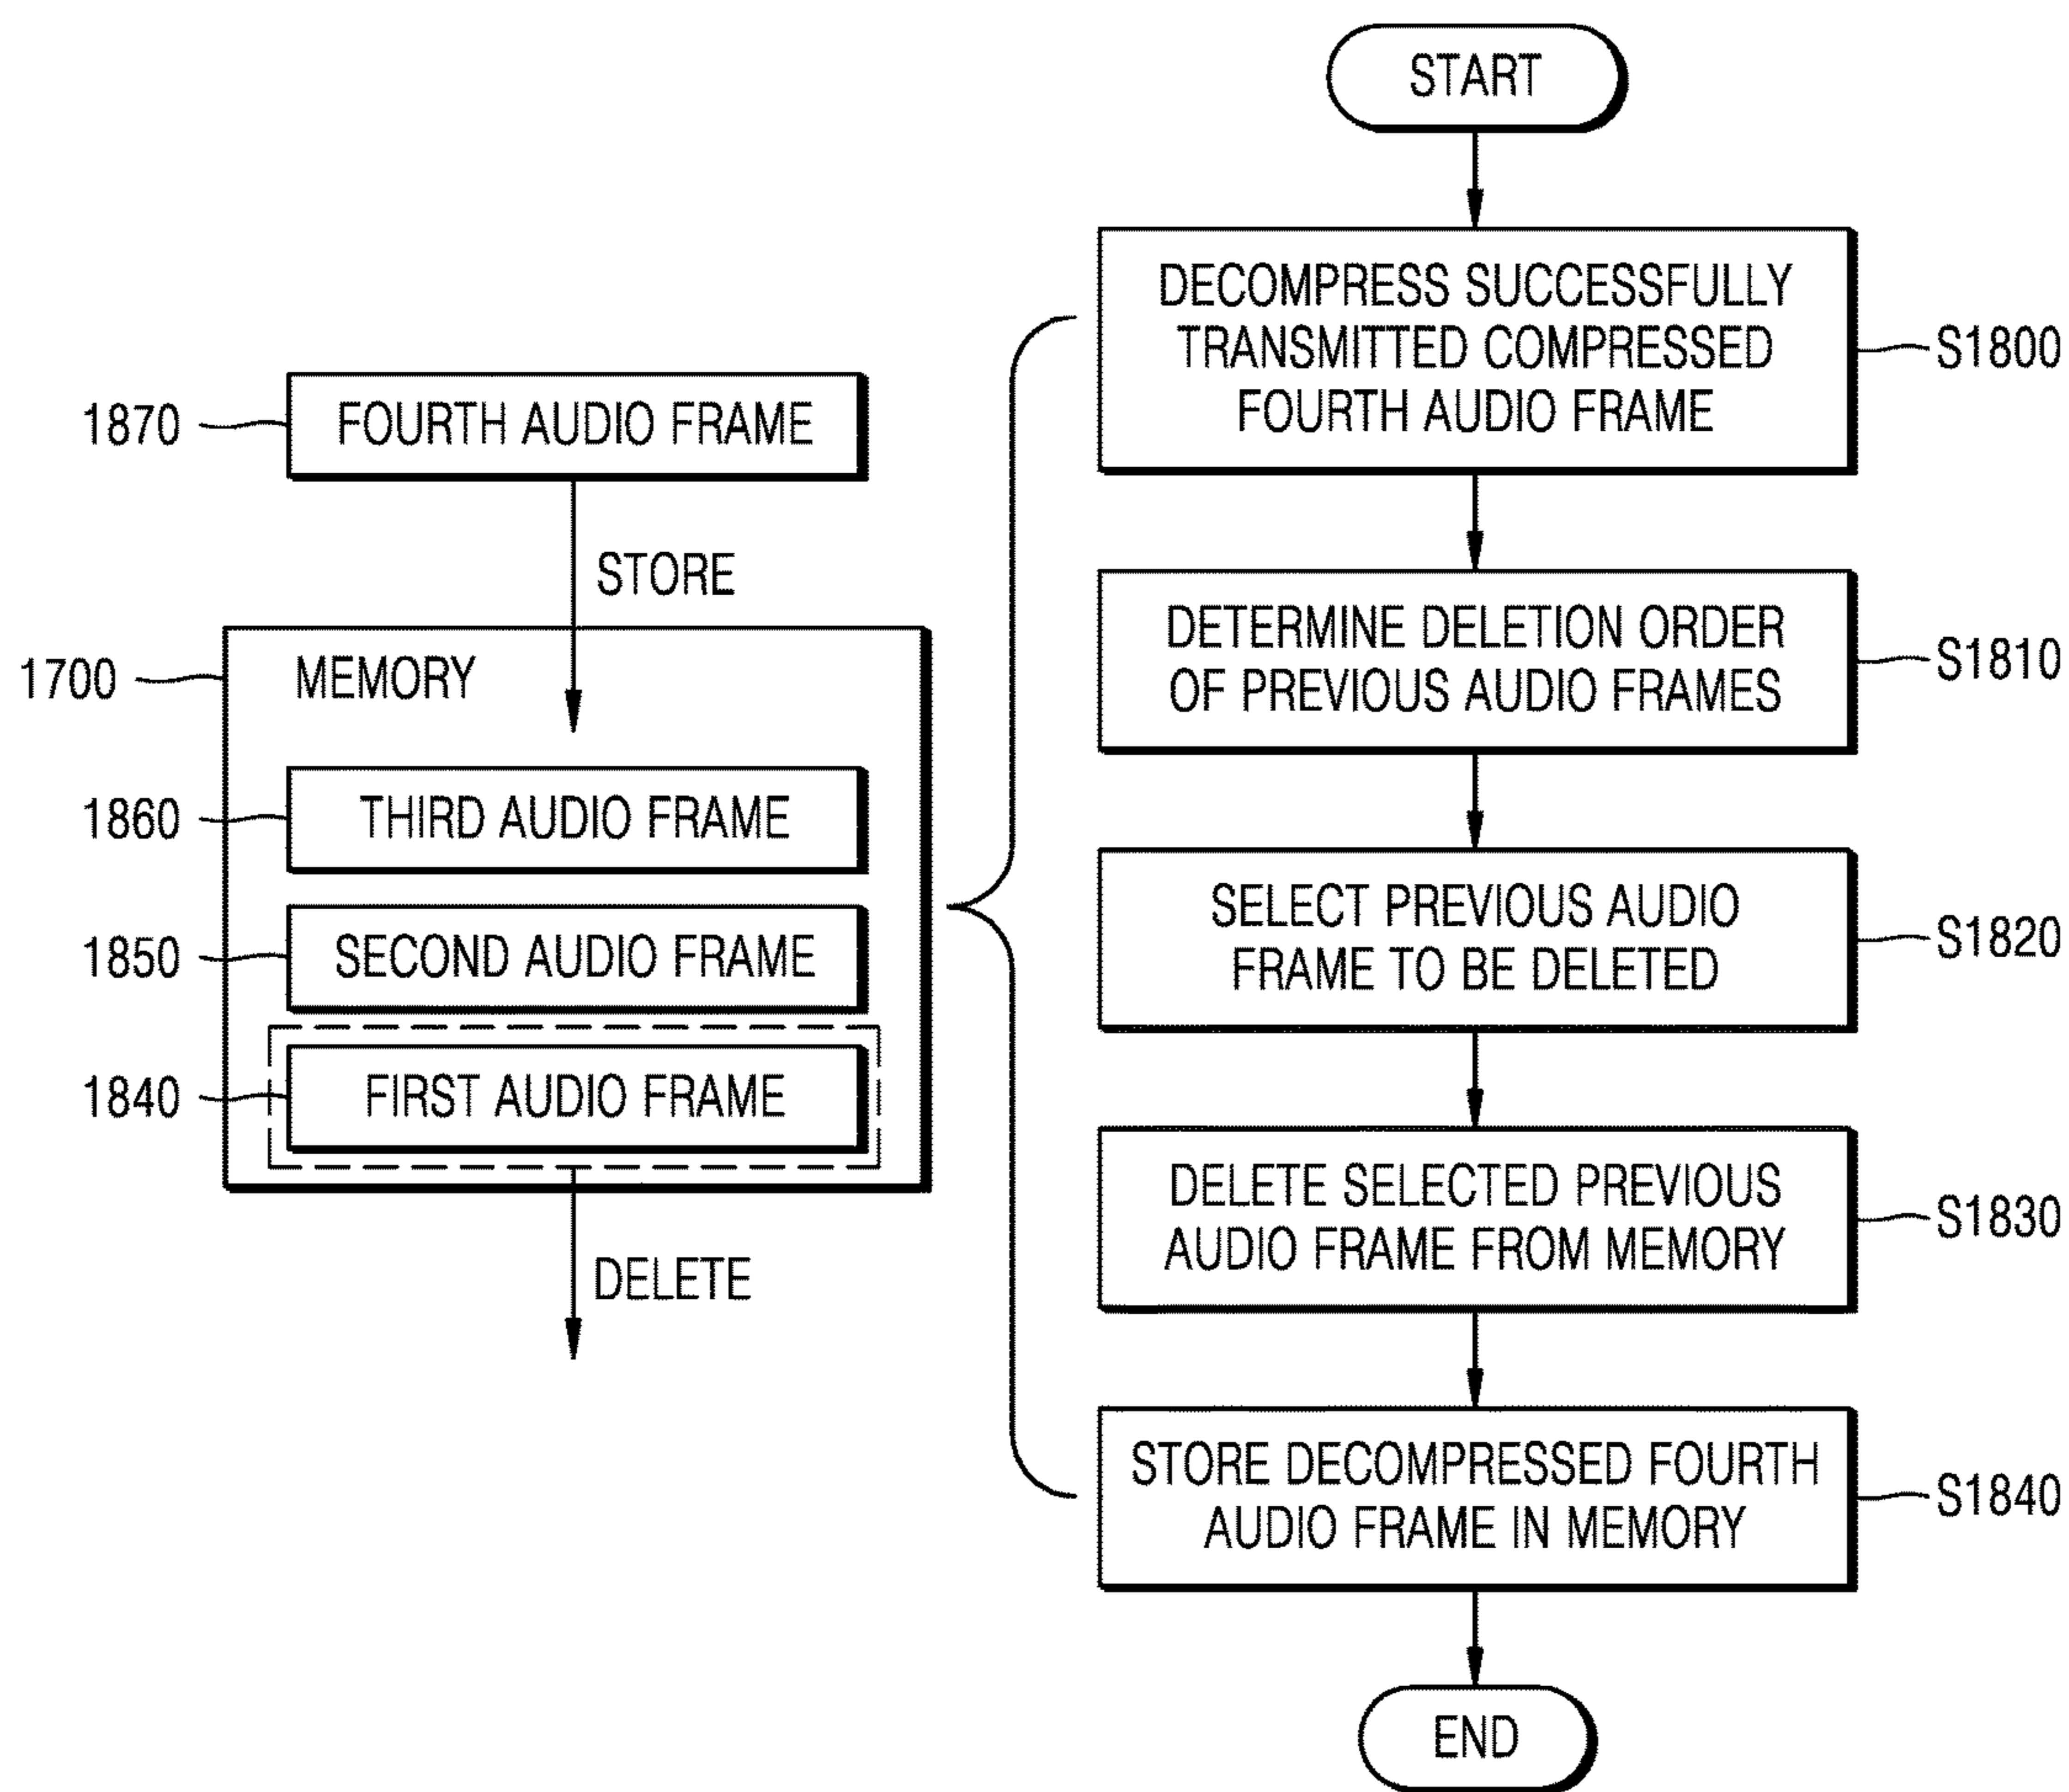 START
DECOMPRESS SUCCESSFULLY
TRANSMITTED COMPRESSED
FOURTH AUDIO FRAME
S1800
DETERMINE DELETION ORDER
OF PREVIOUS AUDIO FRAMES
S1810
SELECT PREVIOUS AUDIO
FRAME TO BE DELETED
S1820
DELETE SELECTED PREVIOUS
AUDIO FRAME FROM MEMORY
S1830
STORE DECOMPRESSED FOURTH
AUDIO FRAME IN MEMORY
S1840
END
1870
FOURTH AUDIO FRAME
STORE
1700
MEMORY
1860
THIRD AUDIO FRAME
1850
SECOND AUDIO FRAME
1840
FIRST AUDIO FRAME
DELETE